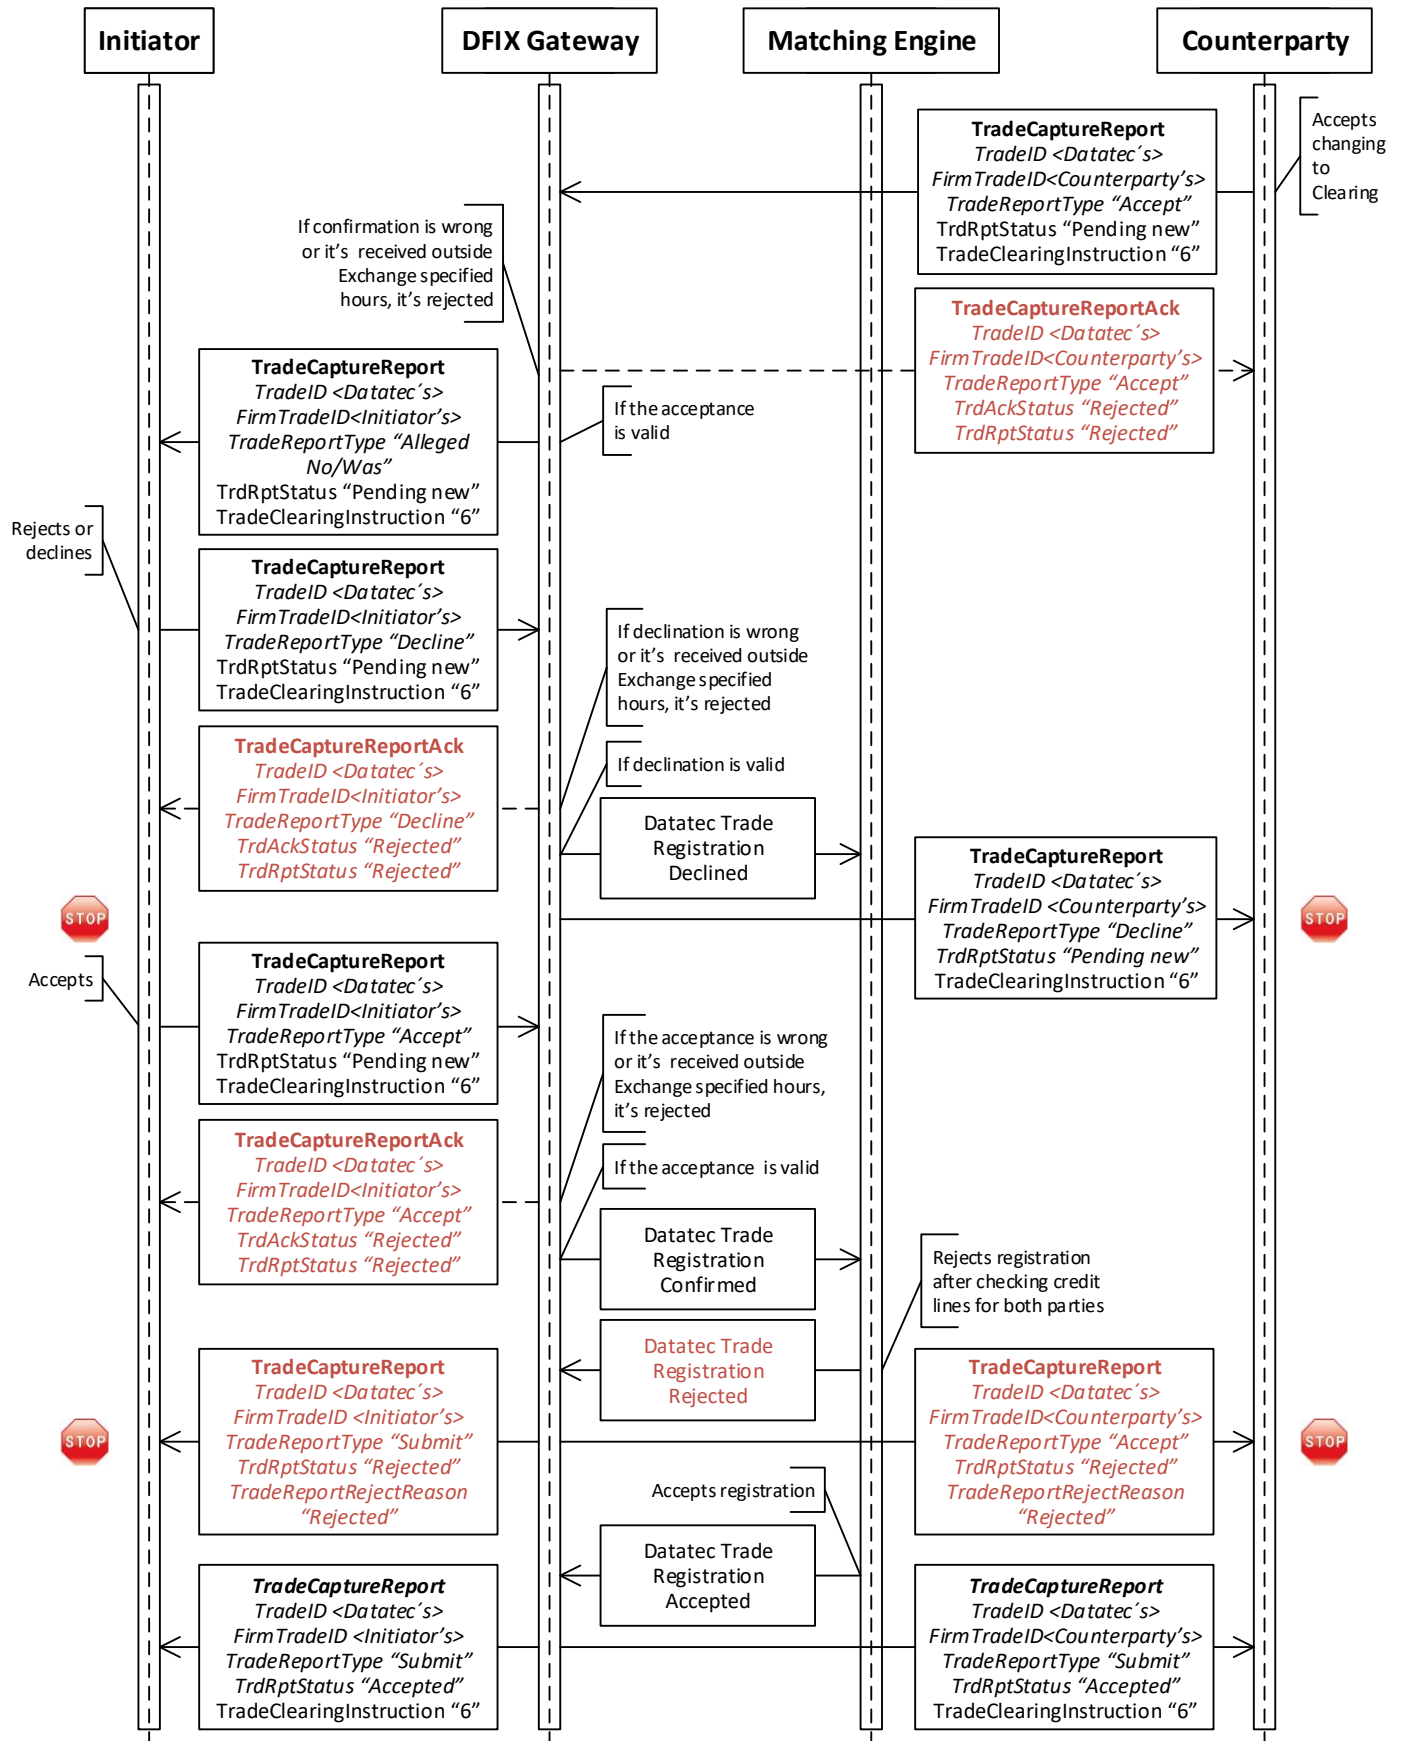 Initiator
DFIX Gateway
Matching Engine
Counterparty
TradeCaptureReport
TradeID <Datatec´s>
FirmTradeID<Counterparty’s>
TradeReportType “Accept”
TrdRptStatus “Pending new”
TradeClearingInstruction “6”
Accepts
changing
to
Clearing
If confirmation is wrong
or it’s received outside
Exchange specified
hours, it’s rejected
TradeCaptureReportAck
TradeID <Datatec´s>
FirmTradeID<Counterparty’s>
TradeReportType “Accept”
TrdAckStatus “Rejected”
TrdRptStatus “Rejected”
TradeCaptureReport
TradeID <Datatec´s>
FirmTradeID<Initiator’s>
TradeReportType “Alleged
No/Was”
TrdRptStatus “Pending new”
TradeClearingInstruction “6”
If the acceptance
is valid
Rejects or
declines
TradeCaptureReport
TradeID <Datatec´s>
FirmTradeID<Initiator’s>
TradeReportType “Decline”
TrdRptStatus “Pending new”
TradeClearingInstruction “6”
If declination is wrong
or it’s received outside
Exchange specified
hours, it’s rejected
TradeCaptureReportAck
TradeID <Datatec´s>
FirmTradeID<Initiator’s>
TradeReportType “Decline”
TrdAckStatus “Rejected”
TrdRptStatus “Rejected”
If declination is valid
Datatec Trade
Registration
Declined
TradeCaptureReport
TradeID <Datatec´s>
FirmTradeID <Counterparty’s>
TradeReportType “Decline”
TrdRptStatus “Pending new”
TradeClearingInstruction “6”
STOP
STOP
Accepts
TradeCaptureReport
TradeID <Datatec´s>
FirmTradeID<Initiator’s>
TradeReportType “Accept”
TrdRptStatus “Pending new”
TradeClearingInstruction “6”
If the acceptance is wrong
or it’s received outside
Exchange specified hours,
it’s rejected
TradeCaptureReportAck
TradeID <Datatec´s>
FirmTradeID<Initiator’s>
TradeReportType “Accept”
TrdAckStatus “Rejected”
TrdRptStatus “Rejected”
If the acceptance is valid
Datatec Trade
Registration
Confirmed
Rejects registration
after checking credit
lines for both parties
Datatec Trade
Registration
Rejected
TradeCaptureReport
TradeID <Datatec´s>
FirmTradeID <Initiator’s>
TradeReportType “Submit”
TrdRptStatus “Rejected”
TradeReportRejectReason
“Rejected”
TradeCaptureReport
TradeID <Datatec´s>
FirmTradeID<Counterparty’s>
TradeReportType “Accept”
TrdRptStatus “Rejected”
TradeReportRejectReason
“Rejected”
STOP
STOP
Accepts registration
Datatec Trade
Registration
Accepted
TradeCaptureReport
TradeID <Datatec´s>
FirmTradeID <Initiator’s>
TradeReportType “Submit”
TrdRptStatus “Accepted”
TradeClearingInstruction “6”
TradeCaptureReport
TradeID <Datatec´s>
FirmTradeID<Counterparty’s>
TradeReportType “Submit”
TrdRptStatus “Accepted”
TradeClearingInstruction “6”